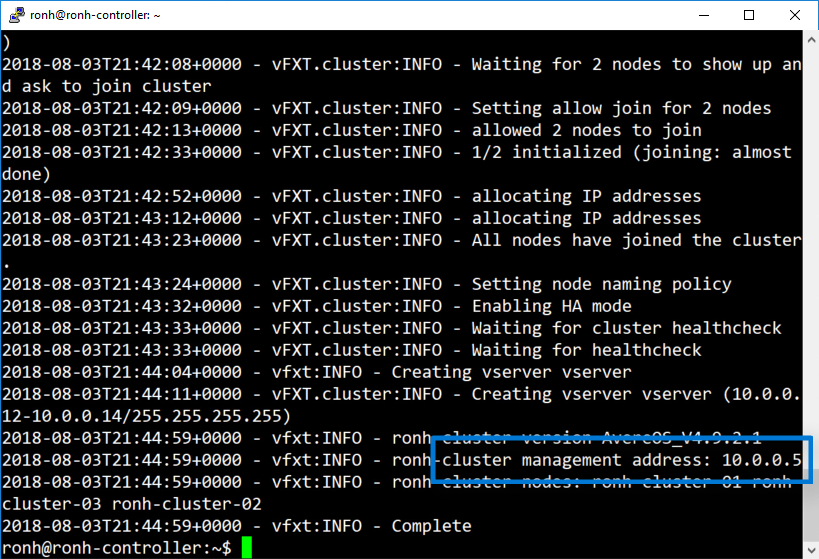 ronh@ronh-controller: ~
)
2018-08-03T21:42:08+0000 - vFXT.cluster:INFO - Waiting for 2 nodes to show up an
d ask to join cluster
2018-08-03T21:42:09+0000 - vFXT.cluster:INFO - Setting allow join for 2 nodes
2018-08-03T21:42:13+0000 - vFXT.cluster:INFO - allowed 2 nodes to join
2018-08-03T21:42:33+0000 - vFXT.cluster:INFO - 1/2 initialized (joining: almost
done)
2018-08-03T21:42:52+0000 - vFXT.cluster:INFO - allocating IP addresses
2018-08-03T21:43:12+0000 - vFXT.cluster:INFO - allocating IP addresses
2018-08-03T21:43:23+0000 - vFXT.cluster:INFO - All nodes have joined the cluster
.
2018-08-03T21:43:24+0000 - vFXT.cluster:INFO - Setting node naming policy
2018-08-03T21:43:32+0000 - vFXT.cluster:INFO - Enabling HA mode
2018-08-03T21:43:33+0000 - vFXT.cluster:INFO - Waiting for cluster healthcheck
2018-08-03T21:43:33+0000 - vFXT.cluster:INFO - Waiting for healthcheck
2018-08-03T21:44:04+0000 - vfxt:INFO - Creating vserver vserver
2018-08-03T21:44:11+0000 - vFXT.cluster:INFO - Creating vserver vserver (10.0.0.
12-10.0.0.14/255.255.255.255)
2018-08-03T21:44:59+0000 - vfxt:INFO - ronh cluster version AvereOS_V4.9.2.1
2018-08-03T21:44:59+0000 - vfxt:INFO - ronh cluster management address: 10.0.0.5
2018-08-03T21:44:59+0000 - vfxt:INFO - ronh cluster nodes: ronh-cluster-01 ronh-
cluster-03 ronh-cluster-02
2018-08-03T21:44:59+0000 - vfxt:INFO - Complete
ronh@ronh-controller:~$